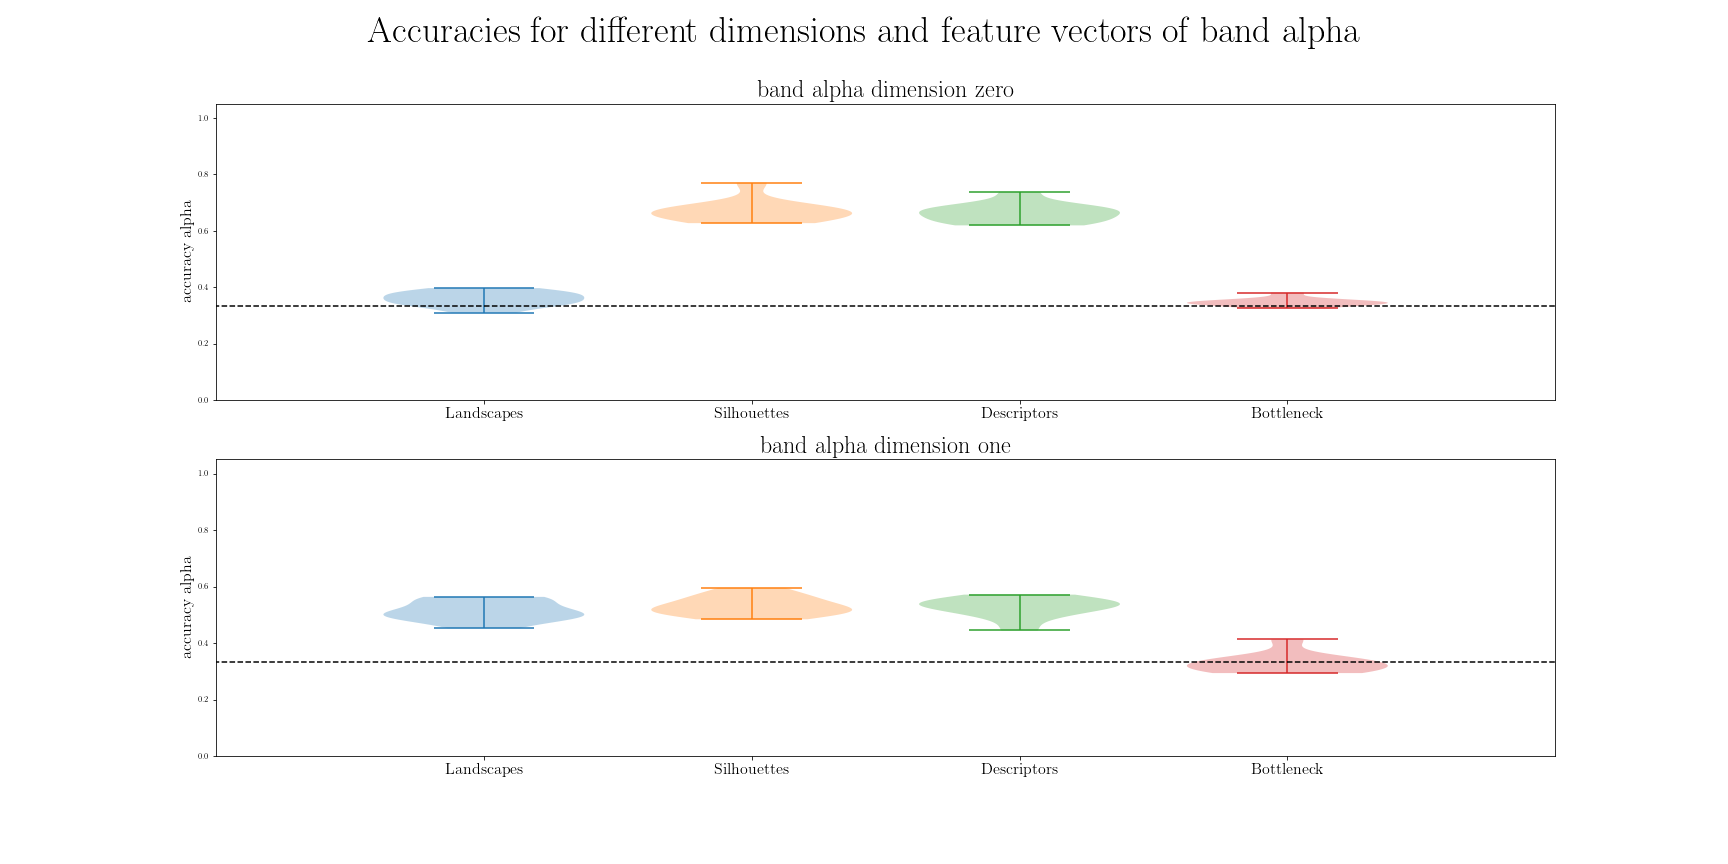 Accuracies for different dimensions and feature vectors of band alpha
band alpha dimension zero
accuracy alpha
1.0
0.8
0.6
0.4
0.2
0.0
Landscapes Silhouettes Descriptors Bottleneck
band alpha dimension one
accuracy alpha
1.0
0.8
0.6
0.4
0.2
0.0
Landscapes Silhouettes Descriptors Bottleneck